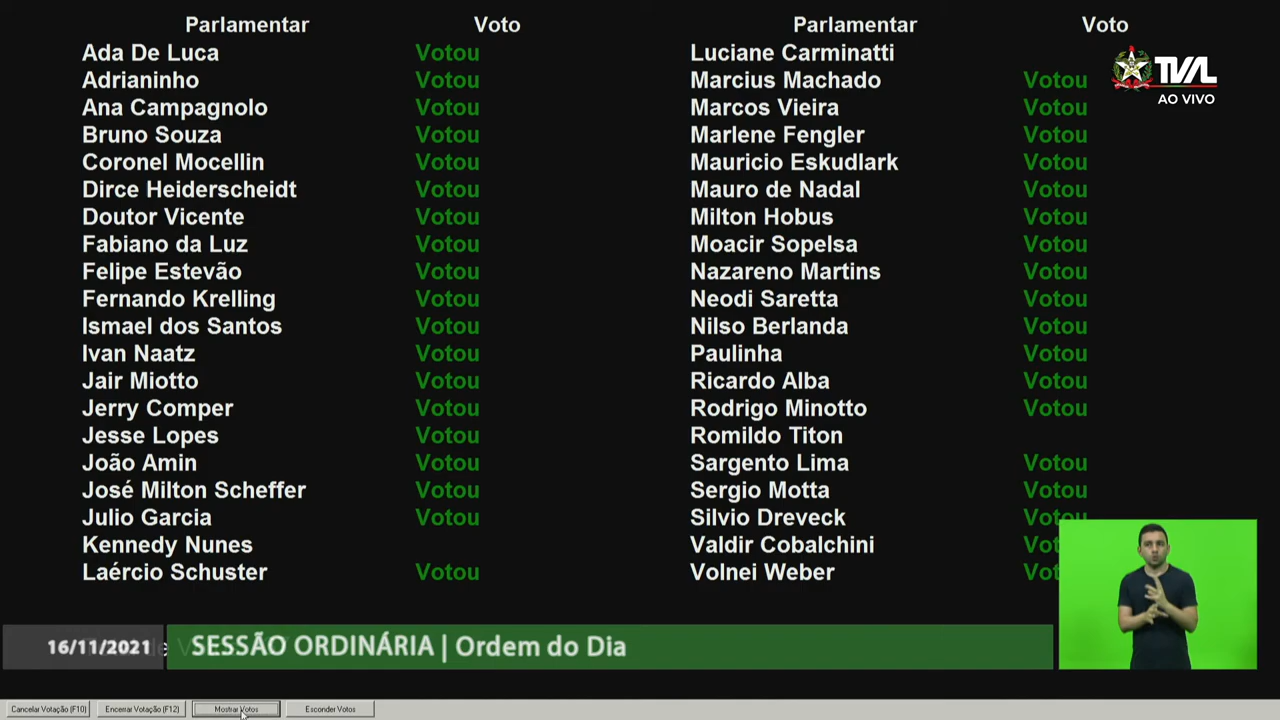 Parlamentar Voto Parlamentar Voto
Ada De Luca Votou Luciane Carminatti
Adrianinho Votou Marcius Machado Votou
Ana Campagnolo Votou Marcos Vieira Votou
Bruno Souza Votou Marlene Fengler Votou
Coronel Mocellin Votou Mauricio Eskudlark Votou
Dirce Heiderscheidt Votou Mauro de Nadal Votou
Doutor Vicente Votou Milton Hobus Votou
Fabiano da Luz Votou Moacir Sopelsa Votou
Felipe Estevão Votou Nazareno Martins Votou
Fernando Krelling Votou Neodi Saretta Votou
Ismael dos Santos Votou Nilso Berlanda Votou
Ivan Naatz Votou Paulinha Votou
Jair Miotto Votou Ricardo Alba Votou
Jerry Comper Votou Rodrigo Minotto Votou
Jesse Lopes Votou Romildo Titon
João Amin Votou Sargento Lima Votou
José Milton Scheffer Votou Sergio Motta Votou
Julio Garcia Votou Silvio Dreveck Votou
Kennedy Nunes Valdir Cobalchini Vot
Laércio Schuster Votou Volnei Weber Vot
TVAL
AO VIVO
16/11/2021 SESSÃO ORDINÁRIA | Ordem do Dia
Cancelar Votação (F10) Encerrar Votação (F12) Mostrar Votos Esconder Votos